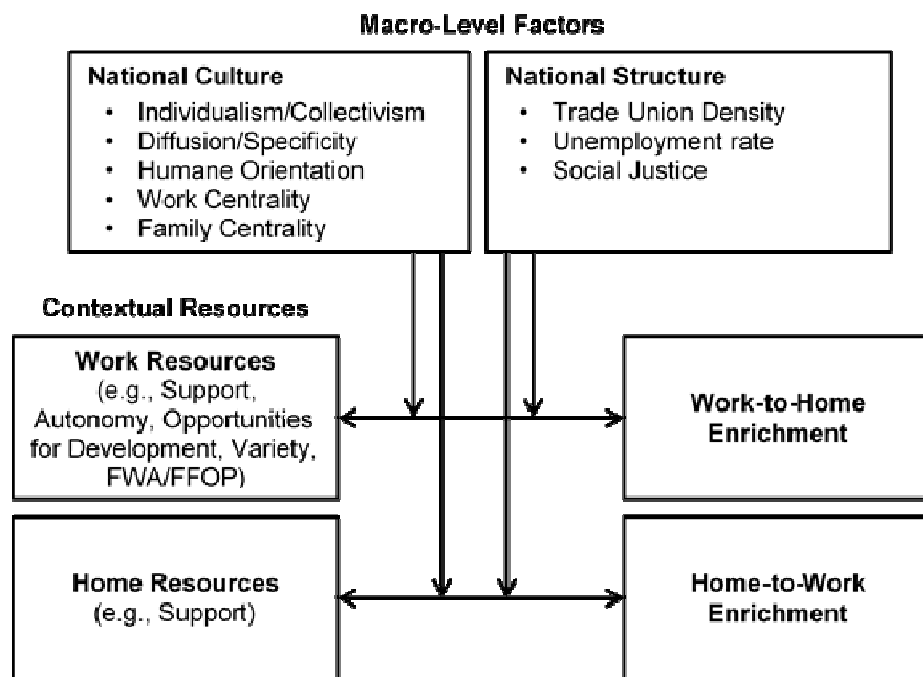 Macro-Level Factors
National Culture
• Individualism/Collectivism
• Diffusion/Specificity
• Humane Orientation
• Work Centrality
• Family Centrality
National Structure
• Trade Union Density
• Unemployment rate
• Social Justice
Contextual Resources
Work Resources
(e.g., Support,
Autonomy, Opportunities
for Development, Variety,
FWA/FFOP)
Work-to-Home
Enrichment
Home Resources
(e.g., Support)
Home-to-Work
Enrichment